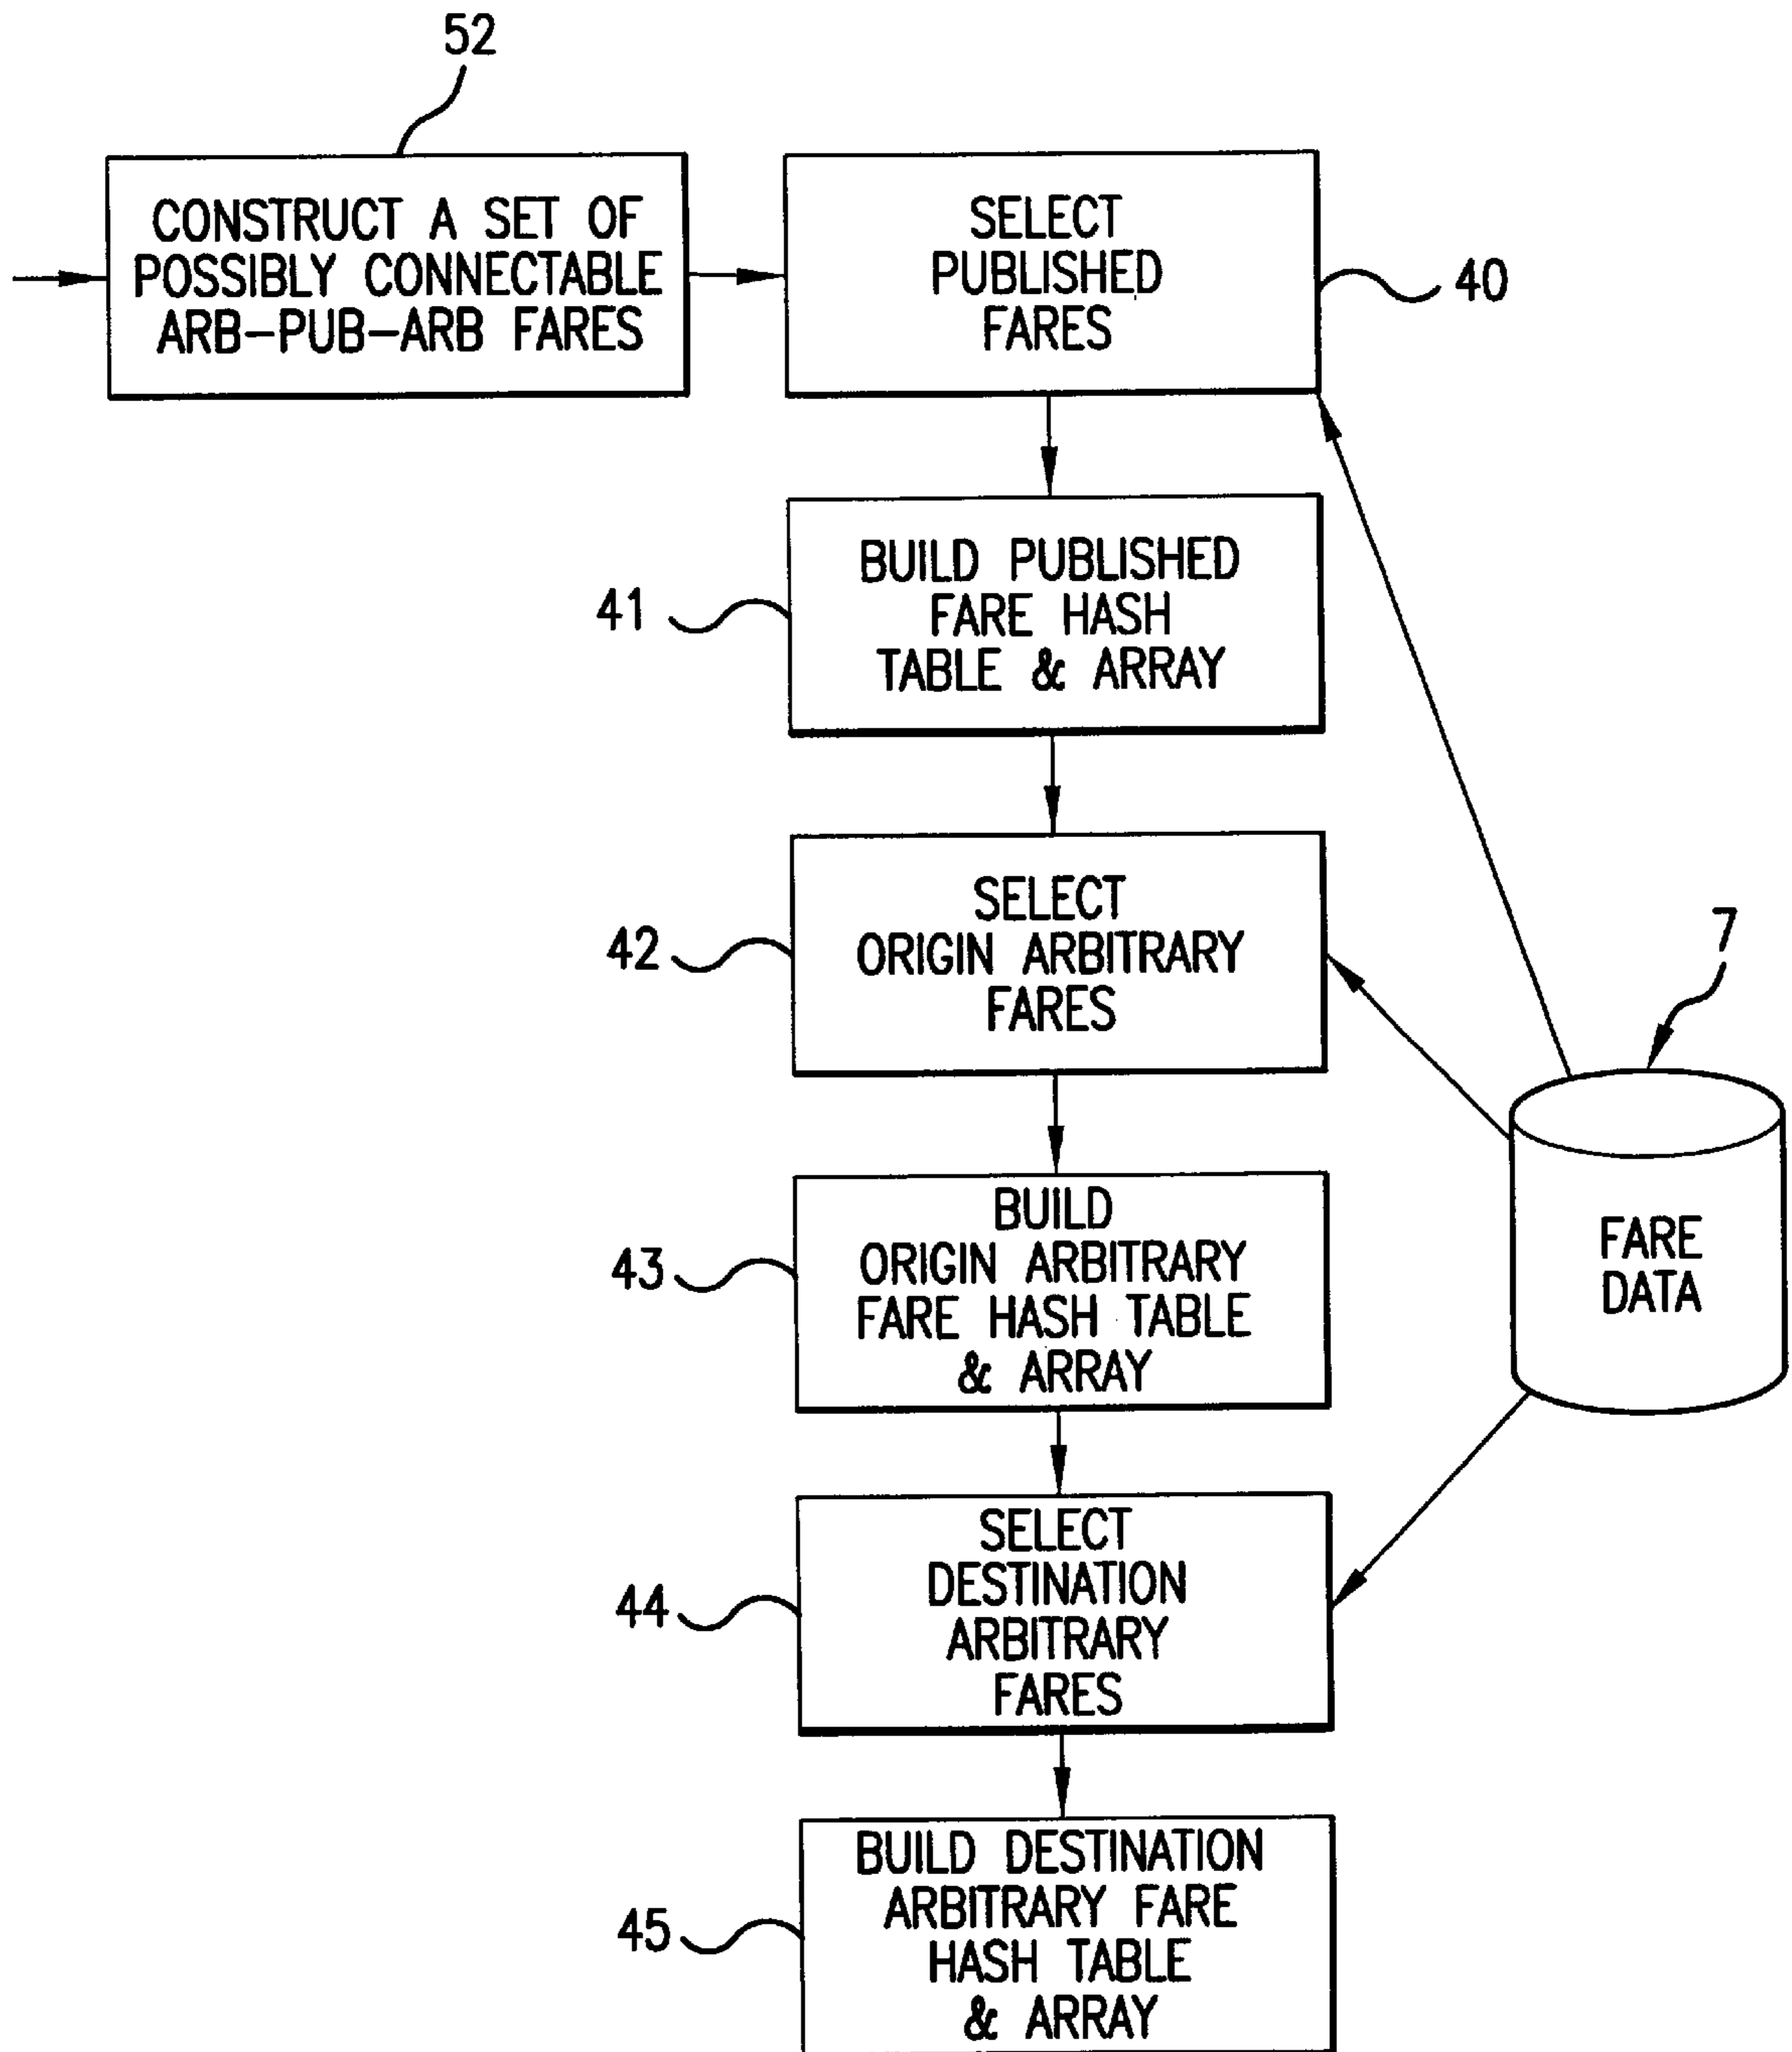 52
CONSTRUCT A SET OF
POSSIBLY CONNECTABLE
ARB-PUB-ARB FARES
SELECT
PUBLISHED
FARES
40
BUILD PUBLISHED
FARE HASH
TABLE & ARRAY
41
SELECT
ORIGIN ARBITRARY
FARES
42
7
BUILD
ORIGIN ARBITRARY
FARE HASH TABLE
& ARRAY
43
FARE
DATA
SELECT
DESTINATION
ARBITRARY
FARES
44
BUILD DESTINATION
ARBITRARY FARE
HASH TABLE
& ARRAY
45